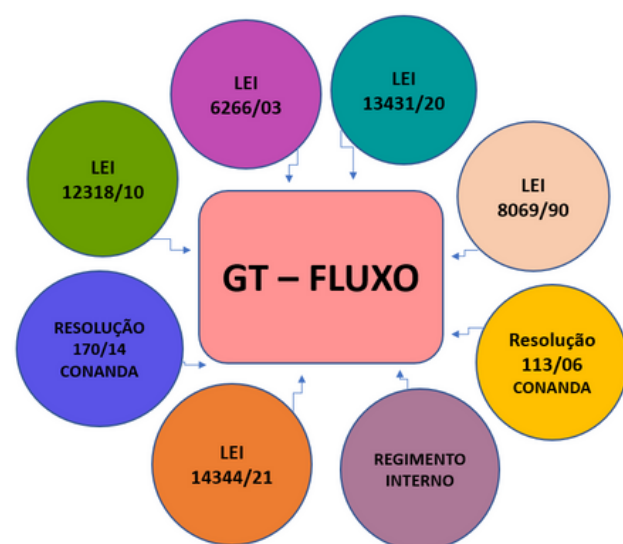 LEI
6266/03
LEI
13431/20
LEI
12318/10
LEI
8069/90
GT – FLUXO
RESOLUÇÃO
170/14
CONANDA
Resolução
113/06
CONANDA
LEI
14344/21
REGIMENTO
INTERNO